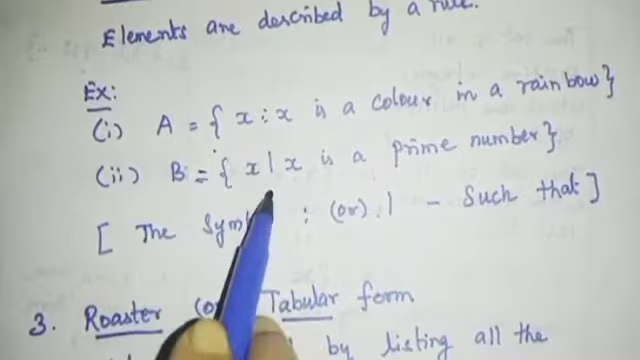 Elements are described by a rule.
Ex:
(i) A = { x : x is a colour in a rainbow}
(ii) B = { x | x is a prime number}
[ The : (or) | - Such that ]
3. Roaster Tabular form
by listing all the